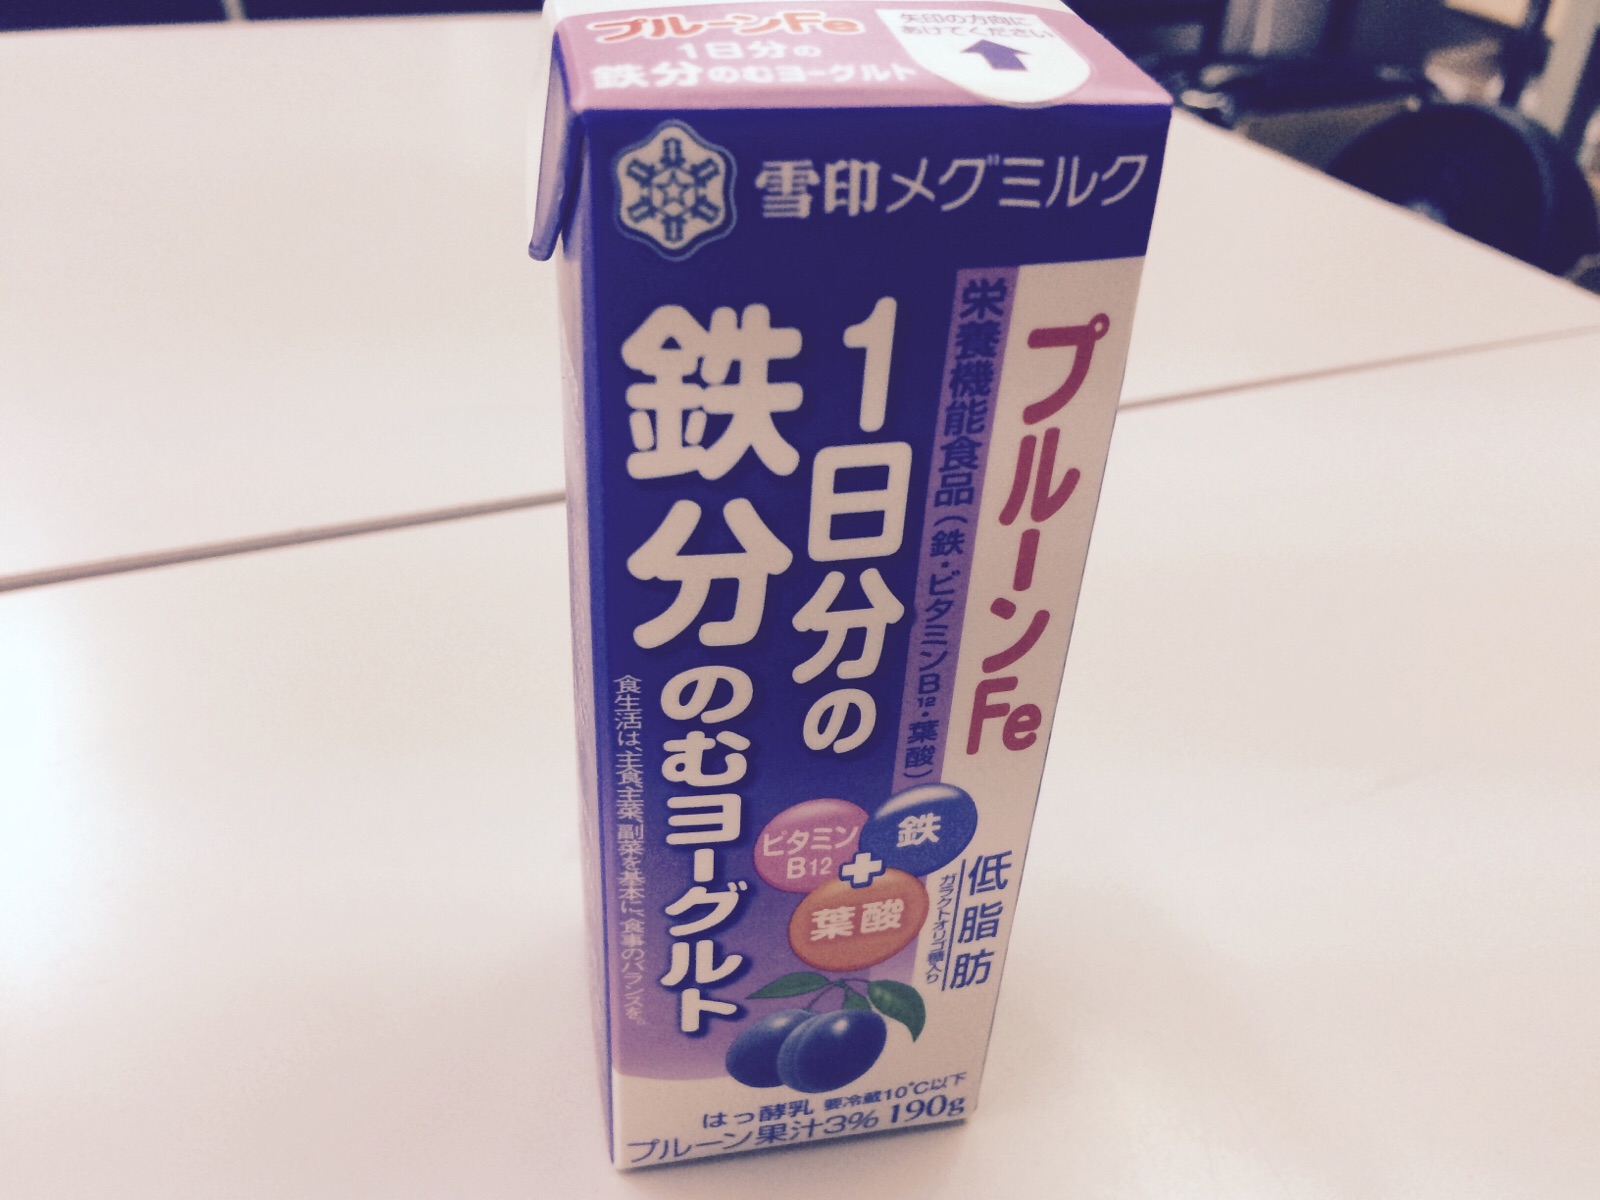 プルーンFe
1日分の
鉄分のむヨーグルト
矢印の方向に
あけてください
雪印メグミルク
プルーンFe
栄養機能食品(鉄・ビタミンB12・葉酸)
1日分の
鉄分のむヨーグルト
食生活は、主食、主菜、副菜を基本に、食事のバランスを。
鉄
ビタミン
B12
+
葉酸
低脂肪
ガラクトオリゴ糖入り
はっ酵乳 要冷蔵10℃以下
プルーン果汁3% 190g